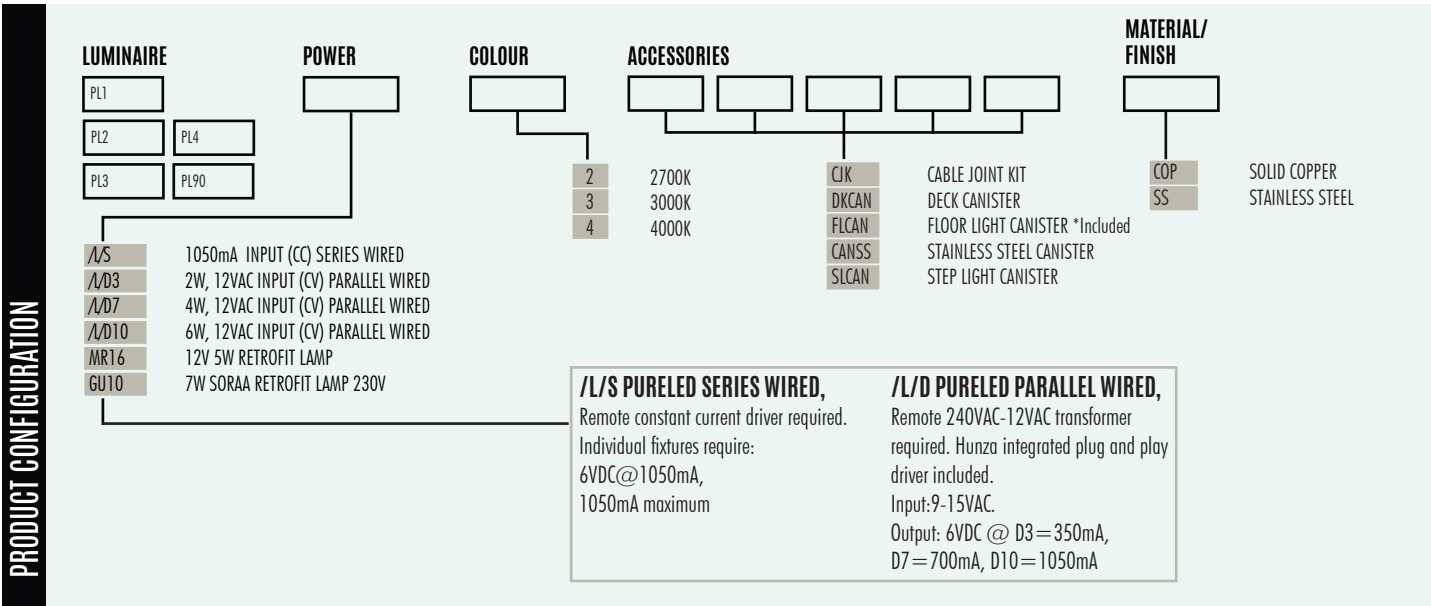 PRODUCT CONFIGURATION
LUMINAIRE
PL1
PL2 PL4
PL3 PL90
POWER
/L/S 1050mA INPUT (CC) SERIES WIRED
/L/D3 2W, 12VAC INPUT (CV) PARALLEL WIRED
/L/D7 4W, 12VAC INPUT (CV) PARALLEL WIRED
/L/D10 6W, 12VAC INPUT (CV) PARALLEL WIRED
MR16 12V 5W RETROFIT LAMP
GU10 7W SORAA RETROFIT LAMP 230V
COLOUR
2 2700K
3 3000K
4 4000K
ACCESSORIES
CJK CABLE JOINT KIT
DKCAN DECK CANISTER
FLCAN FLOOR LIGHT CANISTER *Included
CANSS STAINLESS STEEL CANISTER
SLCAN STEP LIGHT CANISTER
MATERIAL/
FINISH
COP SOLID COPPER
SS STAINLESS STEEL
/L/S PURELED SERIES WIRED,
Remote constant current driver required.
Individual fixtures require:
6VDC@1050mA,
1050mA maximum
/L/D PURELED PARALLEL WIRED,
Remote 240VAC-12VAC transformer
required. Hunza integrated plug and play
driver included.
Input:9-15VAC.
Output: 6VDC @ D3=350mA,
D7=700mA, D10=1050mA